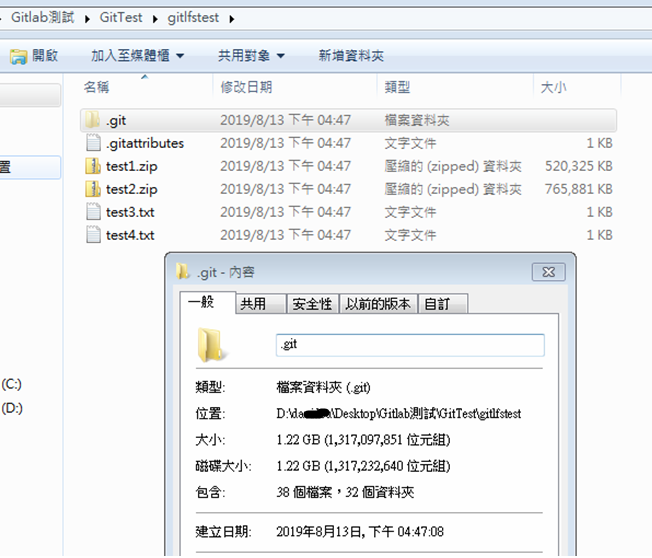 Gitlab測試 ▸ GitTest ▸ gitlfstest ▸
開啟 加入至媒體櫃 ▼ 共用對象 ▼ 新增資料夾
名稱 修改日期 類型 大小
.git 2019/8/13 下午 04:47 檔案資料夾
.gitattributes 2019/8/13 下午 04:47 文字文件 1 KB
置 test1.zip 2019/8/13 下午 04:47 壓縮的 (zipped) 資料夾 520,325 KB
test2.zip 2019/8/13 下午 04:47 壓縮的 (zipped) 資料夾 765,881 KB
test3.txt 2019/8/13 下午 04:47 文字文件 1 KB
test4.txt 2019/8/13 下午 04:47 文字文件 1 KB
.git - 內容
一般 共用 安全性 以前的版本 自訂
.git
(C:) 類型: 檔案資料夾 (.git)
(D:) 位置: \Desktop\Gitlab測試\GitTest\gitlfstest
大小: 1.22 GB (1,317,097,851 位元組)
磁碟大小: 1.22 GB (1,317,232,640 位元組)
包含: 38 個檔案，32 個資料夾
建立日期: 2019年8月13日, 下午 04:47:08